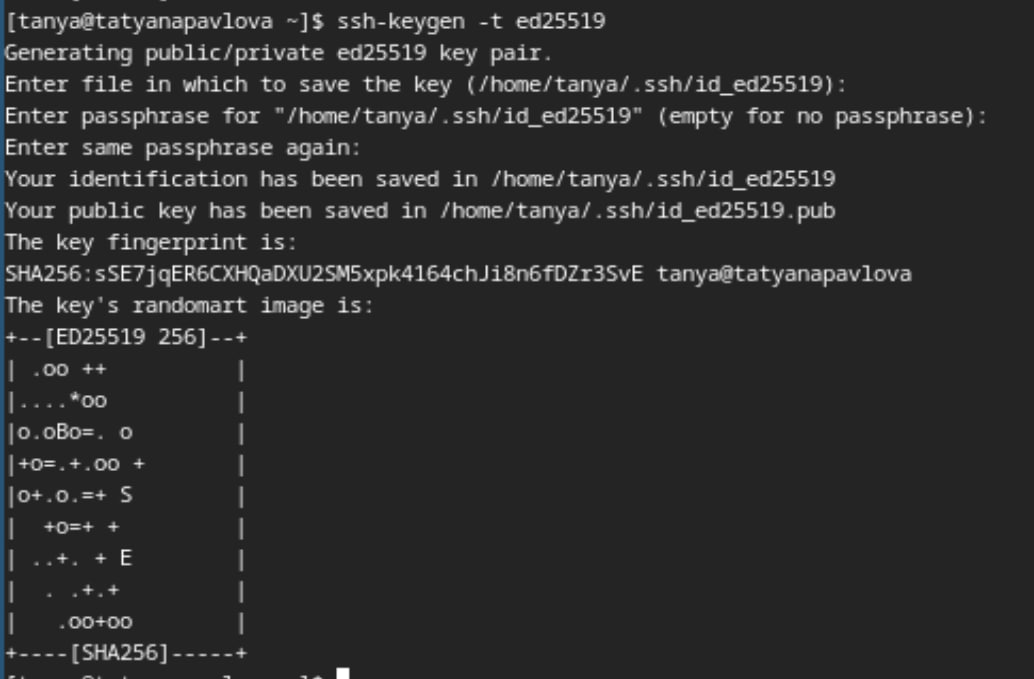 [tanya@tatyanapavlova ~]$ ssh-keygen -t ed25519
Generating public/private ed25519 key pair.
Enter file in which to save the key (/home/tanya/.ssh/id_ed25519):
Enter passphrase for "/home/tanya/.ssh/id_ed25519" (empty for no passphrase):
Enter same passphrase again:
Your identification has been saved in /home/tanya/.ssh/id_ed25519
Your public key has been saved in /home/tanya/.ssh/id_ed25519.pub
The key fingerprint is:
SHA256:sSE7jqER6CXHQaDXU2SM5xpk4164chJi8n6fDZr3SvE tanya@tatyanapavlova
The key's randomart image is:
+--[ED25519 256]--+
| .oo ++          |
|....*oo          |
|o.oBo=. o        |
|+o=.+.oo +       |
|o+.o.=+ S        |
|  +o=+ +         |
| ..+. + E        |
|  . .+.+         |
|   .oo+oo        |
+----[SHA256]-----+